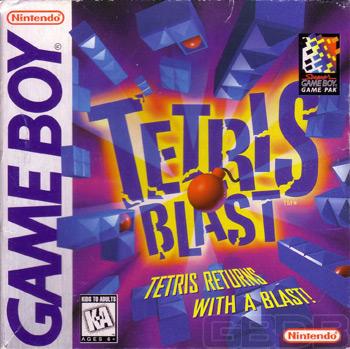 Nintendo
GAME BOY
Super
GAME BOY
GAME PAK
TETRIS
BLAST
TM
TETRIS RETURNS
WITH A BLAST!
KIDS TO ADULTS
K-A
AGES 6+
Nintendo